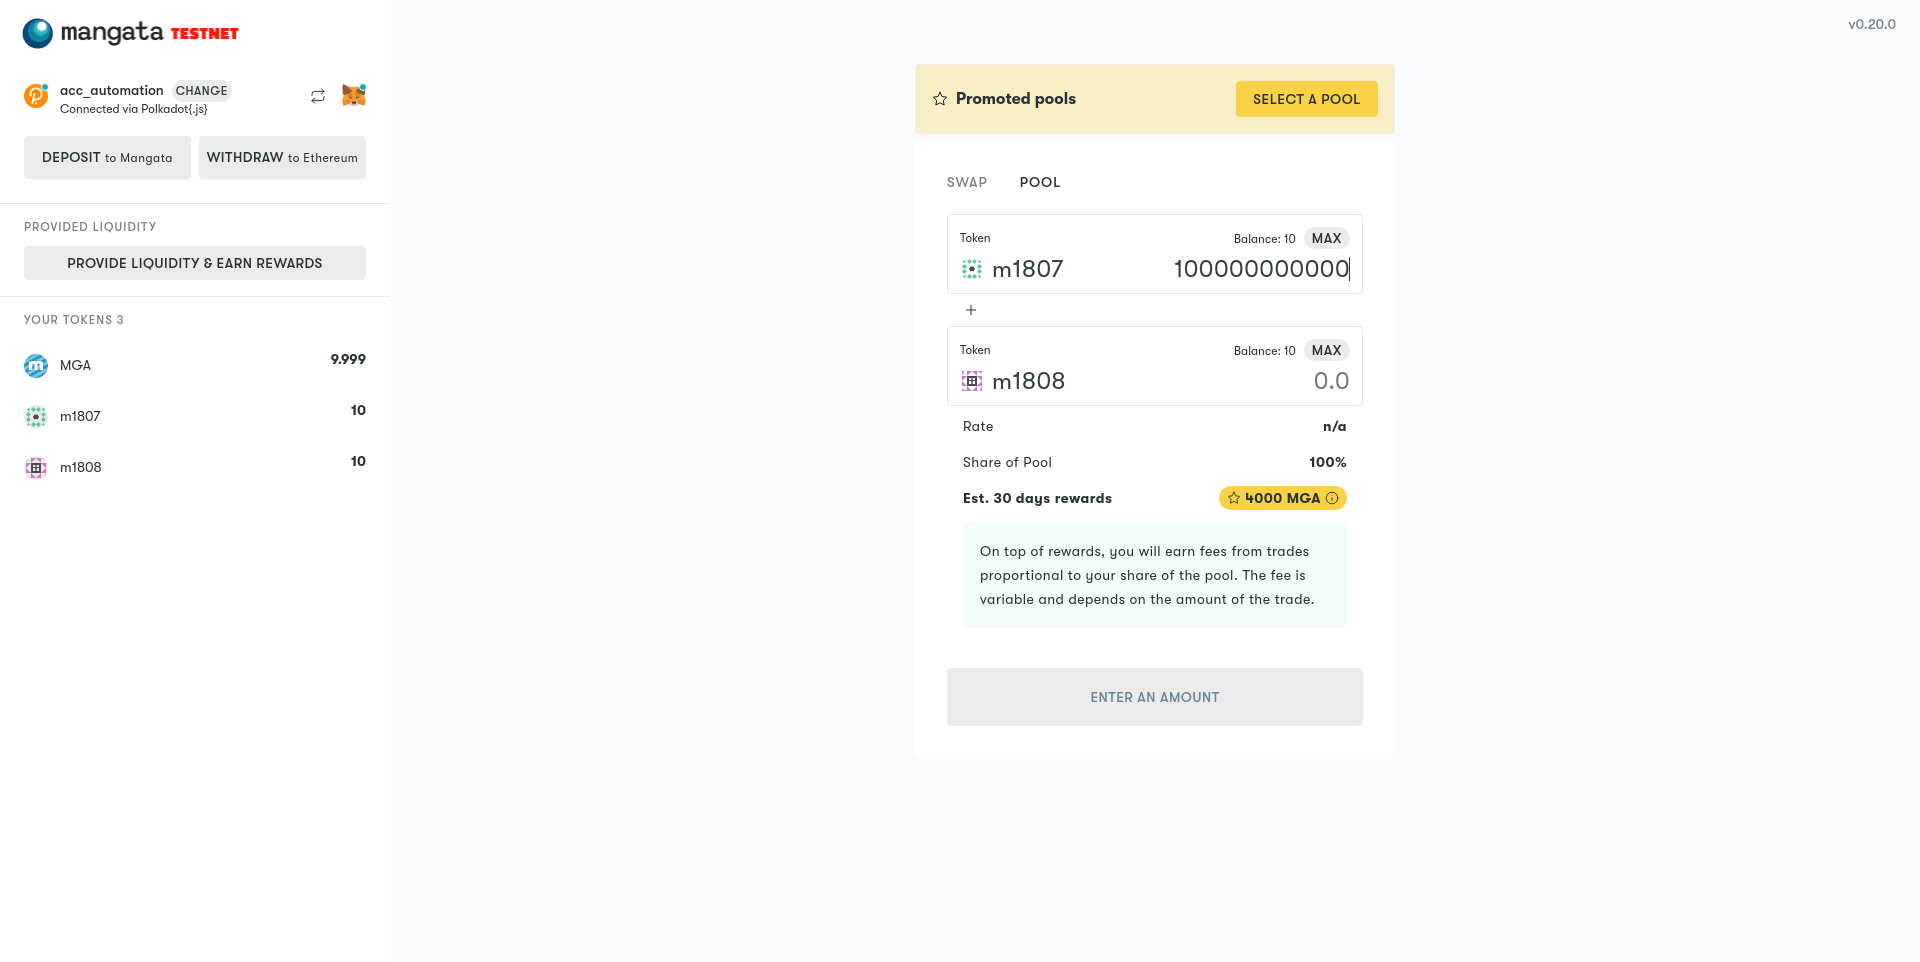 mangata TESTNET
v0.20.0
acc_automation CHANGE
Connected via Polkadot{.js}
DEPOSIT to Mangata
WITHDRAW to Ethereum
PROVIDED LIQUIDITY
PROVIDE LIQUIDITY & EARN REWARDS
YOUR TOKENS 3
MGA 9.999
m1807 10
m1808 10
Promoted pools
SELECT A POOL
SWAP POOL
Token Balance: 10 MAX
m1807 100000000000
+
Token Balance: 10 MAX
m1808 0.0
Rate n/a
Share of Pool 100%
Est. 30 days rewards 4000 MGA
On top of rewards, you will earn fees from trades
proportional to your share of the pool. The fee is
variable and depends on the amount of the trade.
ENTER AN AMOUNT